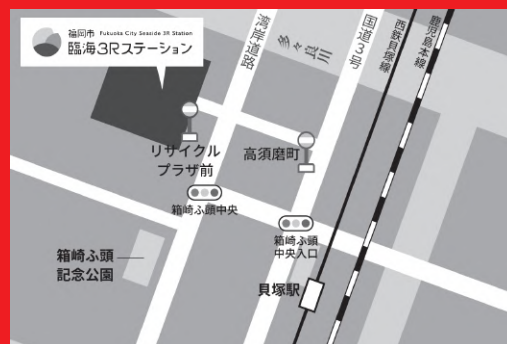 福岡市 Fukuoka City Seaside 3R Station
臨海3Rステーション
湾岸道路
多々良川
国道3号
西鉄貝塚線
鹿児島本線
リサイクル
プラザ前
高須磨町
箱崎ふ頭中央
箱崎ふ頭
中央入口
箱崎ふ頭
記念公園
貝塚駅